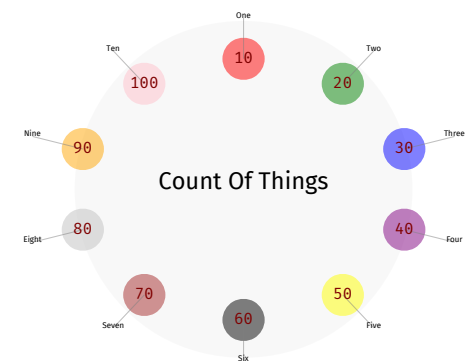 One
10
Ten
100
Two
20
Nine
90
Three
30
Count Of Things
Eight
80
Four
40
Seven
70
Five
50
60
Six